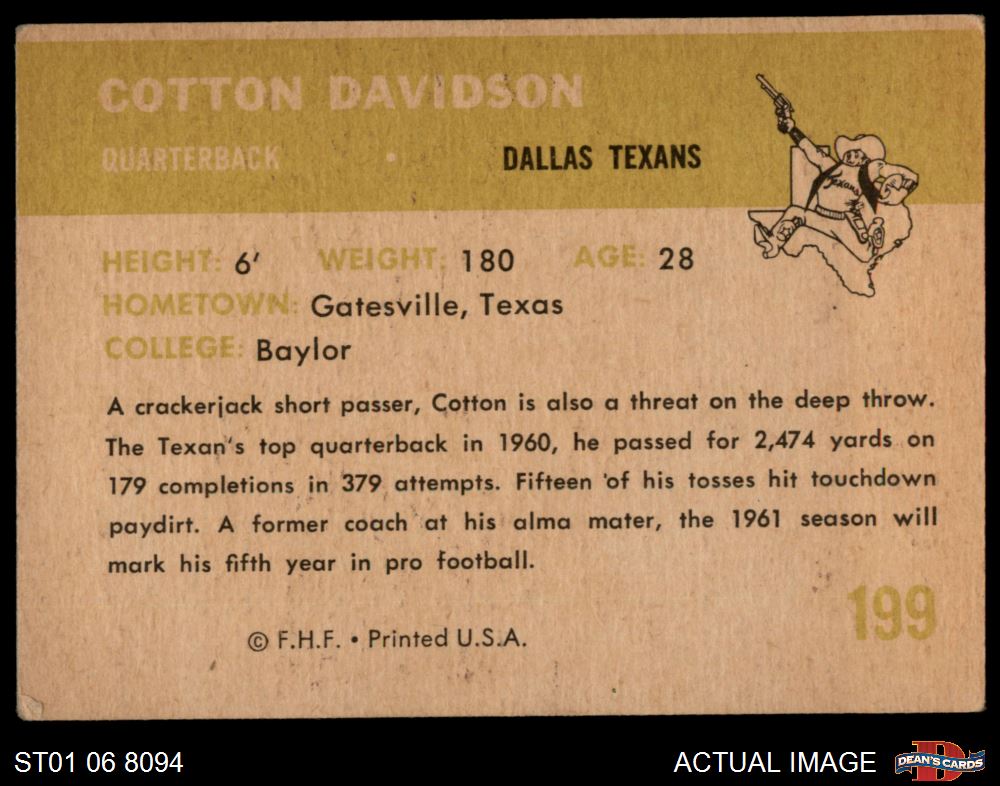 COTTON DAVIDSON
QUARTERBACK • DALLAS TEXANS
Texans
HEIGHT: 6' WEIGHT: 180 AGE: 28
HOMETOWN: Gatesville, Texas
COLLEGE: Baylor
A crackerjack short passer, Cotton is also a threat on the deep throw.
The Texan's top quarterback in 1960, he passed for 2,474 yards on
179 completions in 379 attempts. Fifteen of his tosses hit touchdown
paydirt. A former coach at his alma mater, the 1961 season will
mark his fifth year in pro football.
199
© F.H.F. • Printed U.S.A.
ST01 06 8094 ACTUAL IMAGE D DEAN'S CARDS